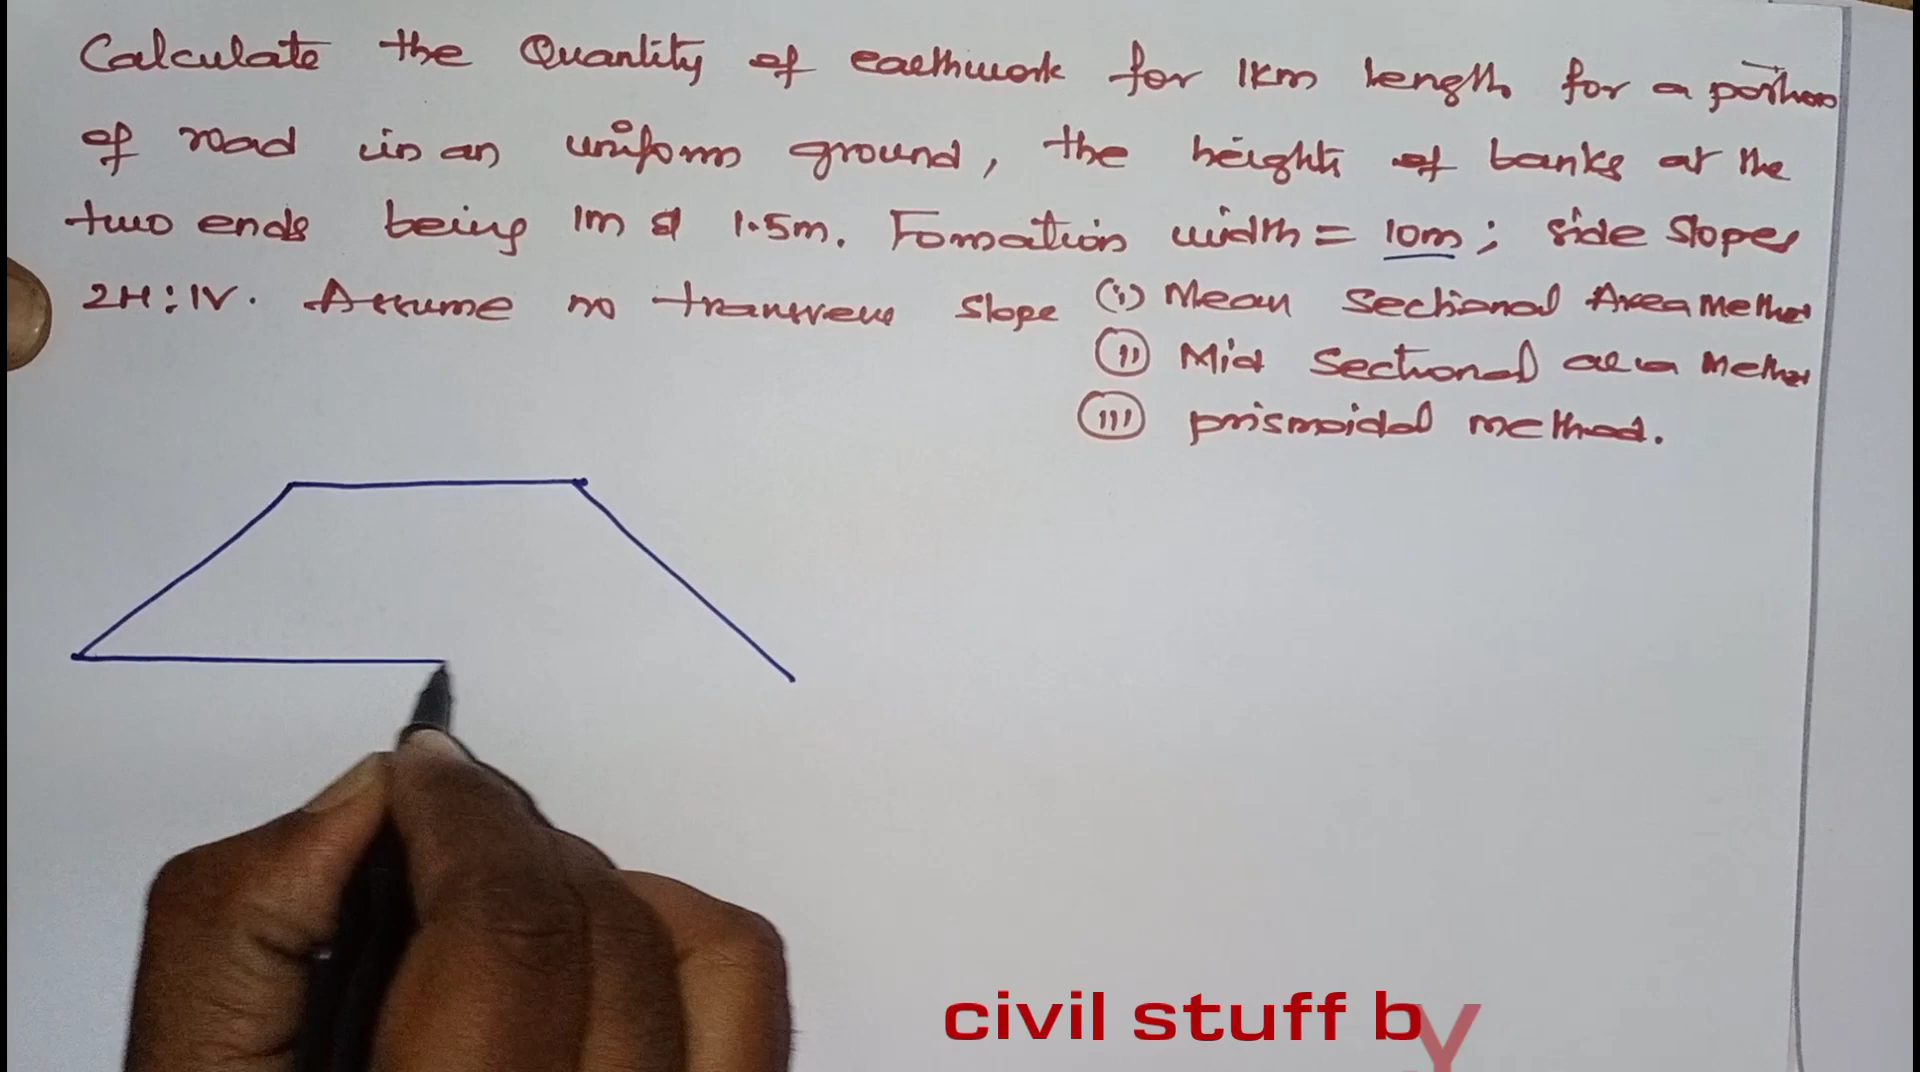 Calculate the Quantity of earthwork for 1km length for a portion
of road in an uniform ground, the heights of banks at the
two ends being 1m & 1.5m. Formation width = 10m; side slopes
2H:1V. Assume no transverse slope (i) Mean Sectional Area Method
(ii) Mid Sectional area Method
(iii) prismoidal method.
civil stuff by